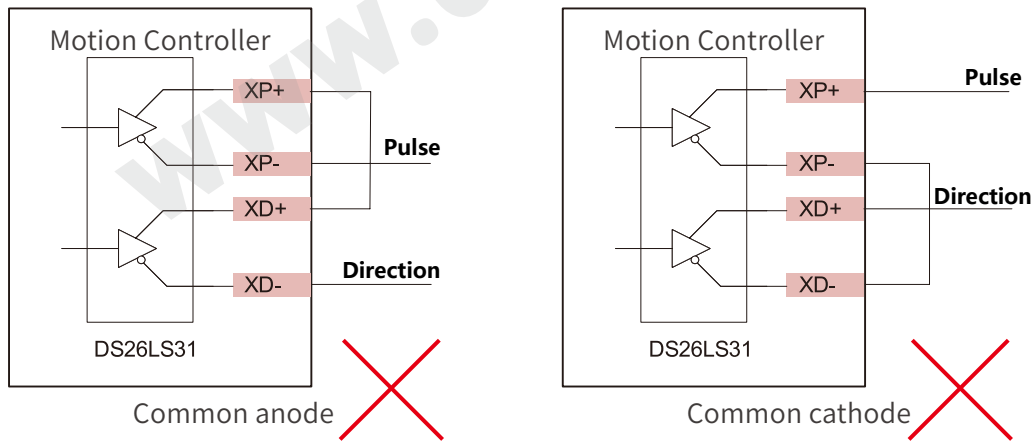 Motion Controller
XP+
Pulse
XP-
XD+
Direction
XD-
DS26LS31
Common anode
Motion Controller
Pulse
XP+
XP-
Direction
XD+
XD-
DS26LS31
Common cathode
www.